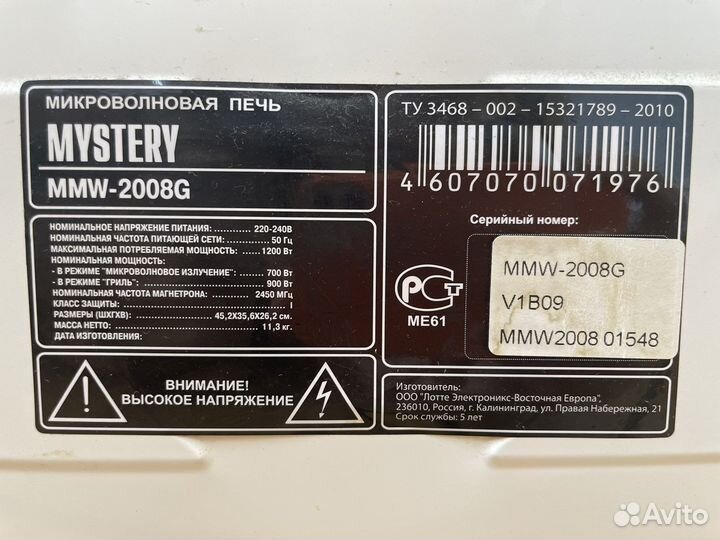 МИКРОВОЛНОВАЯ ПЕЧЬ
MYSTERY
MMW-2008G
НОМИНАЛЬНОЕ НАПРЯЖЕНИЕ ПИТАНИЯ: 220-240В
НОМИНАЛЬНАЯ ЧАСТОТА ПИТАЮЩЕЙ СЕТИ: 50 Гц
МАКСИМАЛЬНАЯ ПОТРЕБЛЯЕМАЯ МОЩНОСТЬ: 1200 Вт
НОМИНАЛЬНАЯ МОЩНОСТЬ:
- В РЕЖИМЕ "МИКРОВОЛНОВОЕ ИЗЛУЧЕНИЕ" 700 Вт
- В РЕЖИМЕ "ГРИЛЬ" 900 Вт
НОМИНАЛЬНАЯ ЧАСТОТА МАГНЕТРОНА: 2450 МГц
КЛАСС ЗАЩИТЫ: I
РАЗМЕРЫ (ШХГХВ) 45,2Х35,6Х26,2 см.
МАССА НЕТТО: 11,3 кг.
ДАТА ИЗГОТОВЛЕНИЯ:
ВНИМАНИЕ!
ВЫСОКОЕ НАПРЯЖЕНИЕ
ТУ 3468 – 002 – 15321789 – 2010
4 607070 071976
Серийный номер:
MMW-2008G
V1B09
MMW2008 01548
РСТ
МЕ61
Изготовитель:
ООО "Лотте Электроникс-Восточная Европа",
236010, Россия, г. Калининград, ул. Правая Набережная, 21
Срок службы: 5 лет
Avito